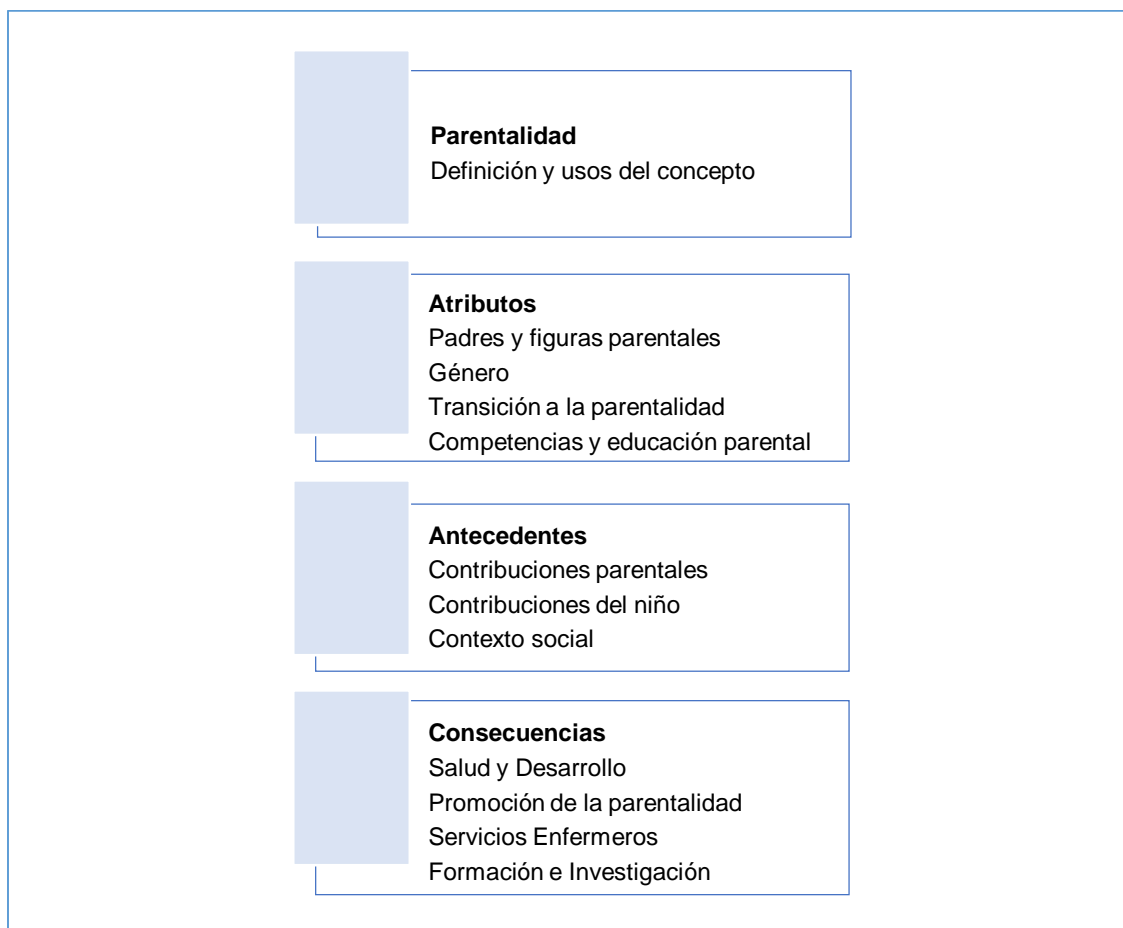 Parentalidad
Definición y usos del concepto
Atributos
Padres y figuras parentales
Género
Transición a la parentalidad
Competencias y educación parental
Antecedentes
Contribuciones parentales
Contribuciones del niño
Contexto social
Consecuencias
Salud y Desarrollo
Promoción de la parentalidad
Servicios Enfermeros
Formación e Investigación